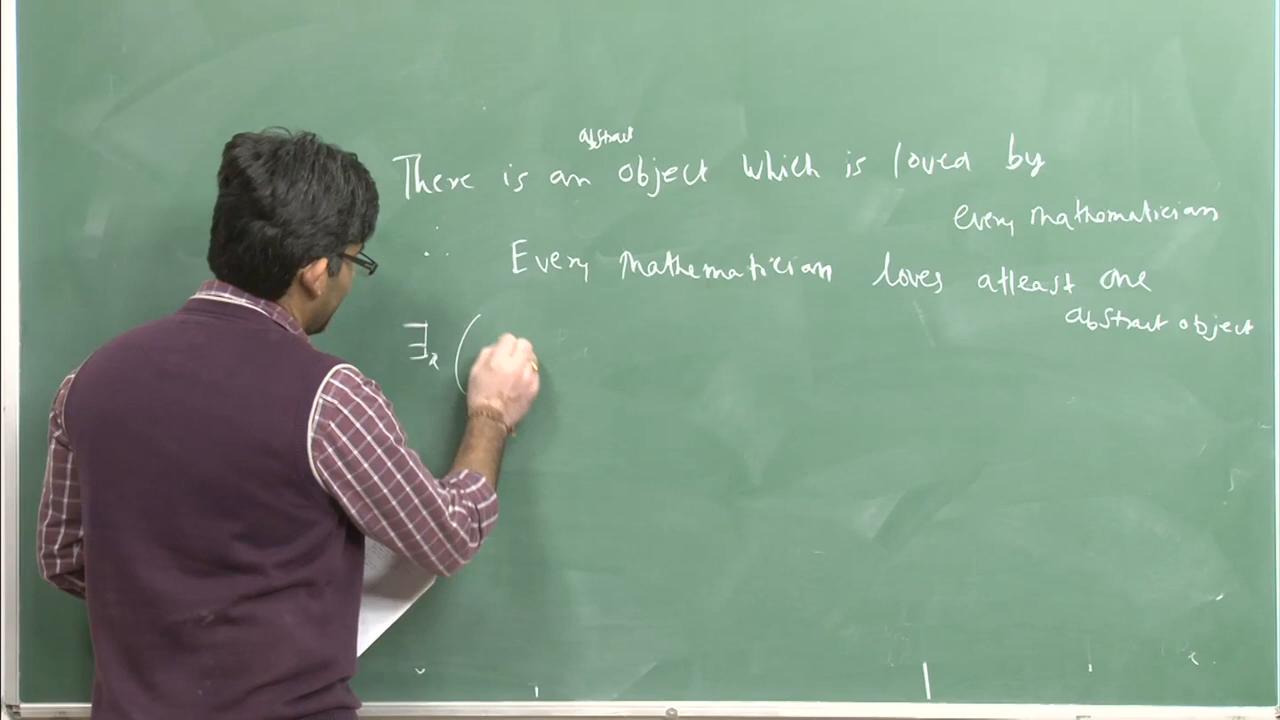 abstract
There is an object which is loved by
every mathematician
∴ Every mathematician loves atleast one
abstract object
∃x (